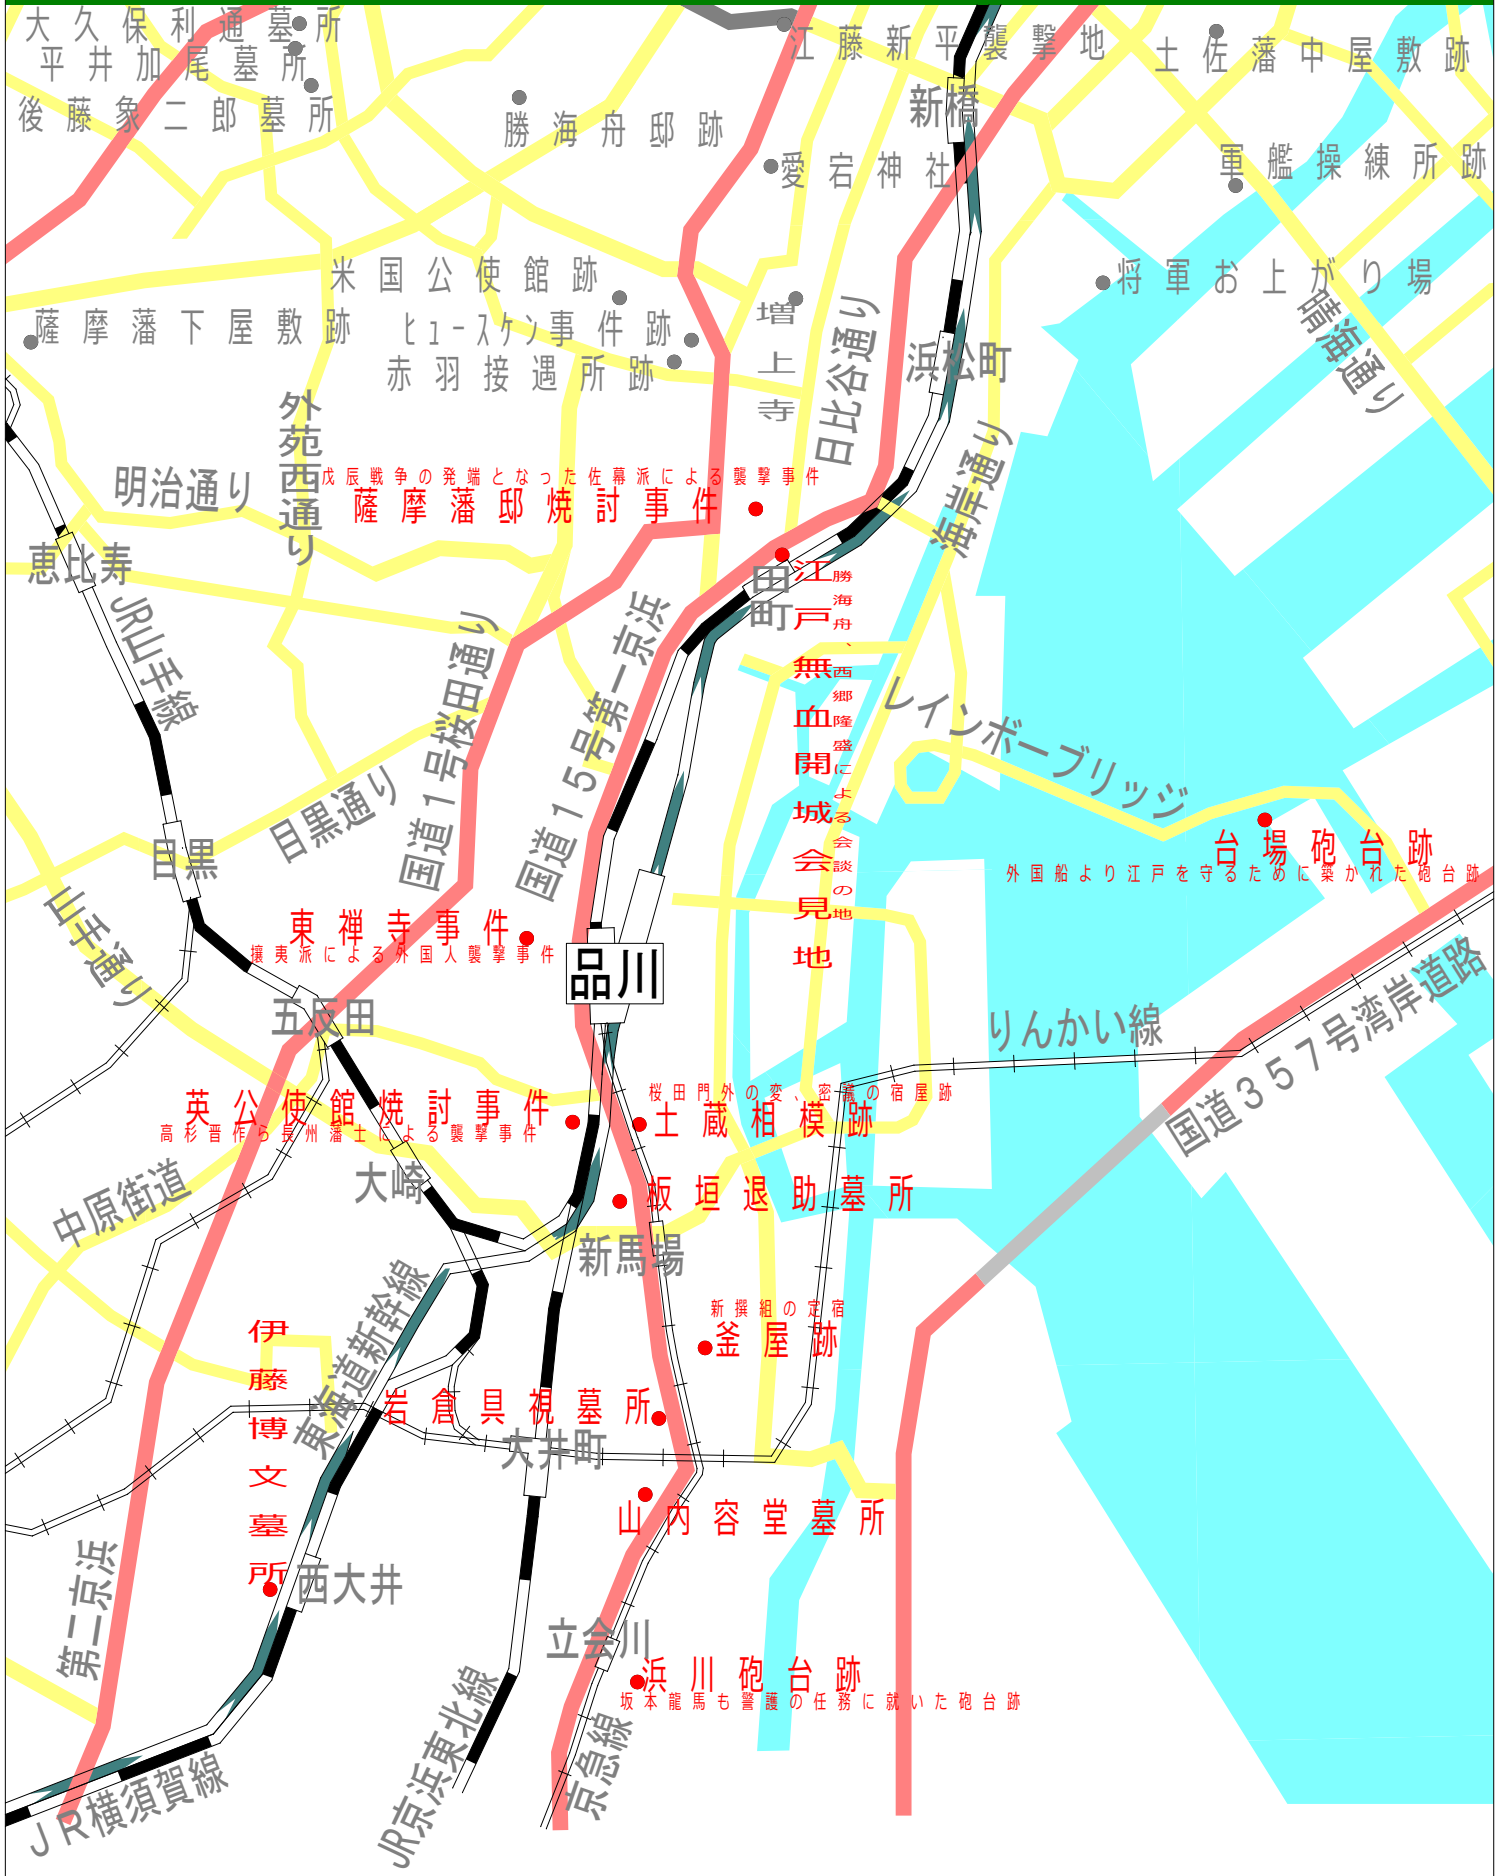 大久保利通墓所
平井加尾墓所
後藤象二郎墓所
江藤新平襲撃地
土佐藩中屋敷跡
新橋
勝海舟邸跡
愛宕神社
軍艦操練所跡
米国公使館跡
将軍お上がり場
薩摩藩下屋敷跡
ヒュースケン事件跡
赤羽接遇所跡
増上寺
日比谷通り
浜松町
晴海通り
外苑西通り
明治通り
戊辰戦争の発端となった佐幕派による襲撃事件
薩摩藩邸焼討事件
海岸通り
恵比寿
田町
江戸無血開城会見地
勝海舟、西郷隆盛による会談の地
JR山手線
国道1号桜田通り
国道15号第一京浜
レインボーブリッジ
目黒
目黒通り
台場砲台跡
外国船より江戸を守るために築かれた砲台跡
山手通り
東禅寺事件
攘夷派による外国人襲撃事件
品川
五反田
りんかい線
国道357号湾岸道路
英公使館焼討事件
高杉晋作ら長州藩士による襲撃事件
桜田門外の変、密議の宿屋跡
土蔵相模跡
大崎
中原街道
板垣退助墓所
新馬場
東海道新幹線
新撰組の定宿
釜屋跡
伊藤博文墓所
岩倉具視墓所
大井町
山内容堂墓所
第二京浜
西大井
立会川
浜川砲台跡
坂本龍馬も警護の任務に就いた砲台跡
JR横須賀線
JR京浜東北線
京急線